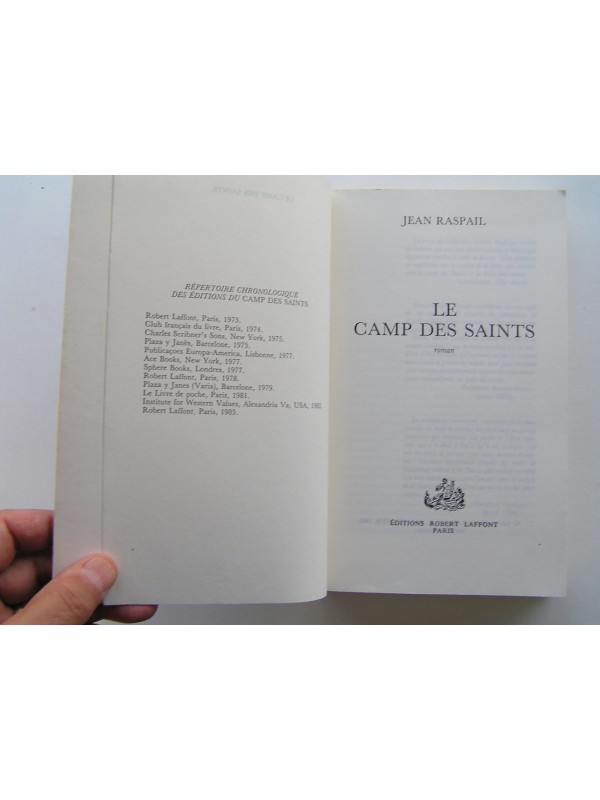 RÉPERTOIRE CHRONOLOGIQUE
DES ÉDITIONS DU CAMP DES SAINTS
Robert Laffont, Paris, 1973.
Club français du livre, Paris, 1974.
Charles Scribner's Sons, New York, 1975.
Plaza y Janès, Barcelone, 1975.
Publicaçoes Europa-America, Lisbonne, 1977.
Ace Books, New York, 1977.
Sphere Books, Londres, 1977.
Robert Laffont, Paris, 1978.
Plaza y Janes (Varia), Barcelone, 1979.
Le Livre de poche, Paris, 1981.
Institute for Western Values, Alexandria Va, USA,
Robert Laffont, Paris, 1985.
JEAN RASPAIL
LE
CAMP DES SAINTS
roman
ÉDITIONS ROBERT LAFFONT
PARIS